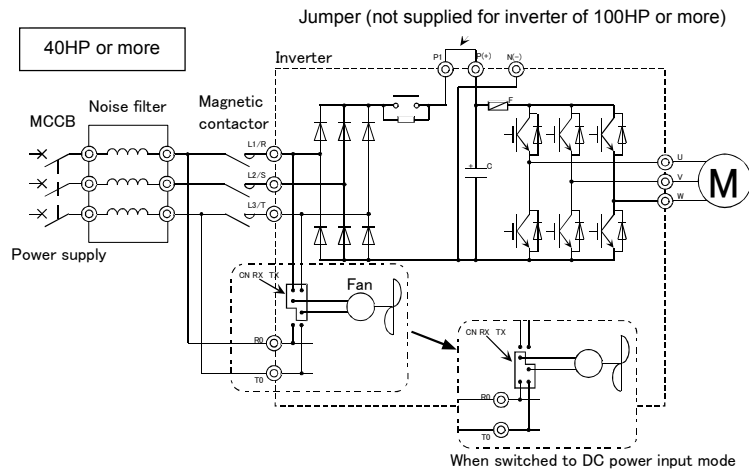 Jumper (not supplied for inverter of 100HP or more)
40HP or more
Inverter
P1
P(+)
N(-)
Noise filter
Magnetic
contactor
MCCB
F
L1/R
L2/S
L3/T
+
C
U
V
W
M
Power supply
CN RX TX
Fan
R0
T0
CN RX TX
R0
T0
When switched to DC power input mode